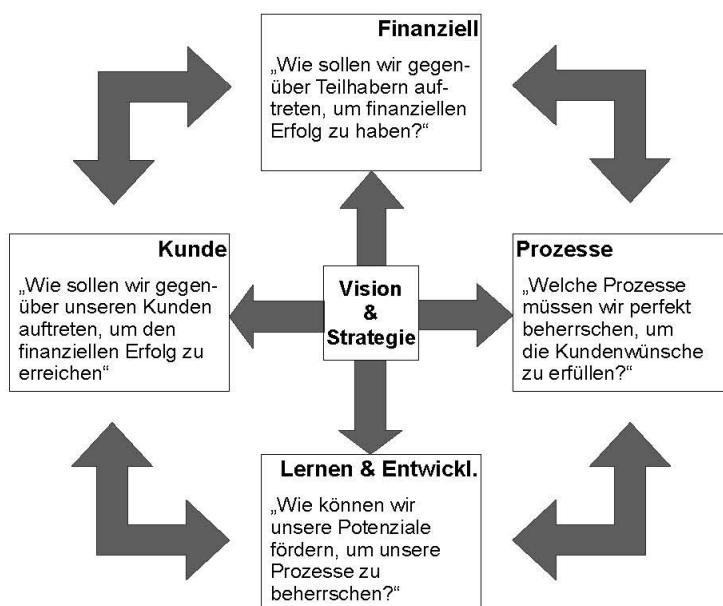 Finanziell
„Wie sollen wir gegen-
über Teilhabern auf-
treten, um finanziellen
Erfolg zu haben?“
Kunde
„Wie sollen wir gegen-
über unseren Kunden
auftreten, um den
finanziellen Erfolg zu
erreichen“
Vision
&
Strategie
Prozesse
„Welche Prozesse
müssen wir perfekt
beherrschen, um
die Kundenwünsche
zu erfüllen?“
Lernen & Entwickl.
„Wie können wir
unsere Potenziale
fördern, um unsere
Prozesse zu
beherrschen?“